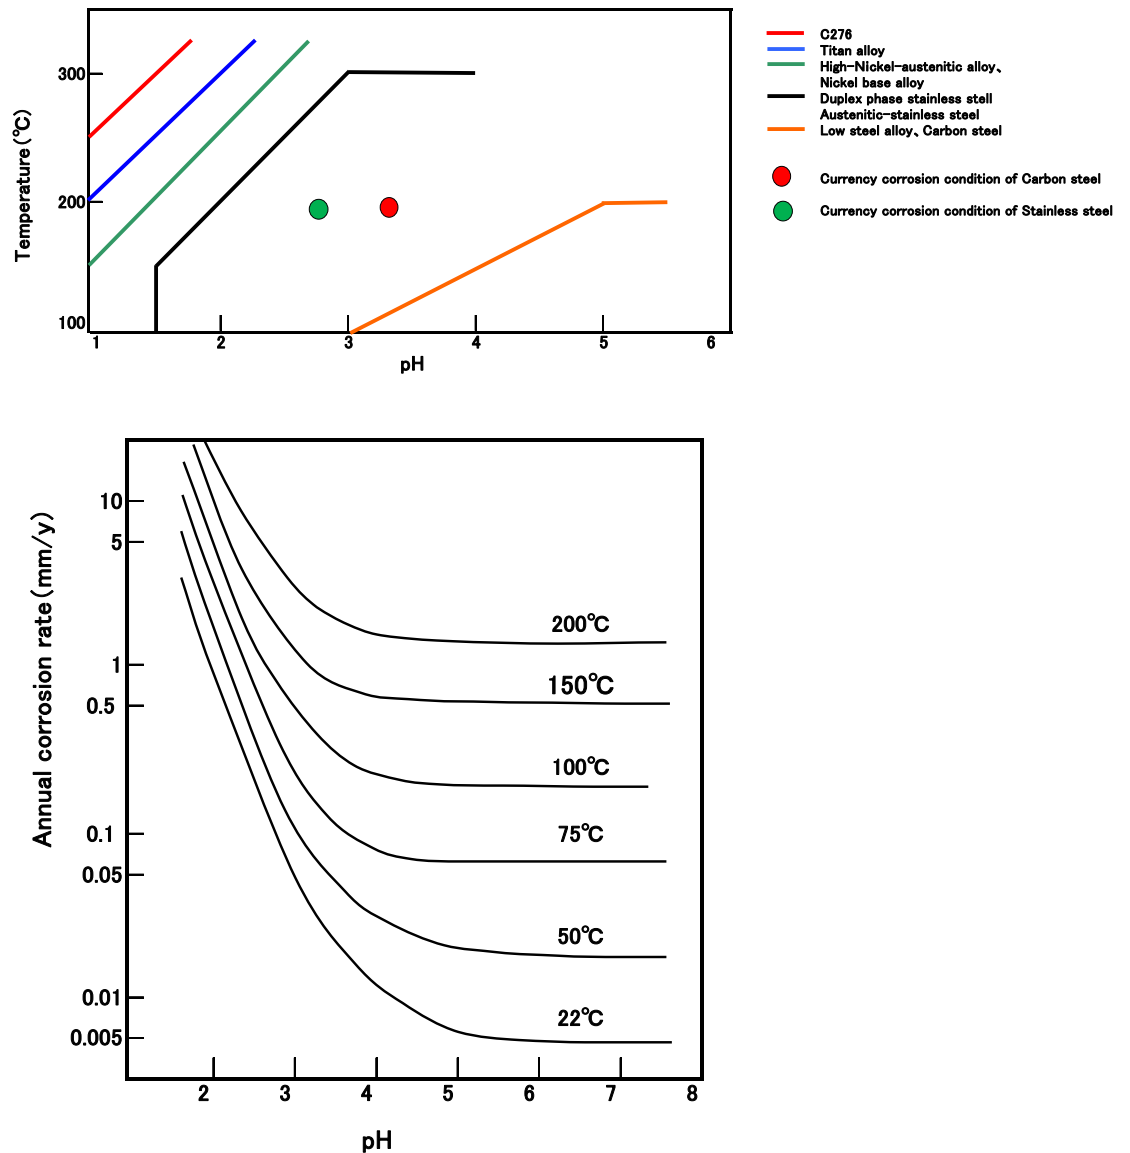 300
200
100
Temperature(℃)
1
2
3
4
5
6
pH
C276
Titan alloy
High-Nickel-austenitic alloy、
Nickel base alloy
Duplex phase stainless stell
Austenitic-stainless steel
Low steel alloy、Carbon steel
Currency corrosion condition of Carbon steel
Currency corrosion condition of Stainless steel
Annual corrosion rate(mm/y)
10
5
1
0.5
0.1
0.05
0.01
0.005
200℃
150℃
100℃
75℃
50℃
22℃
2
3
4
5
6
7
8
pH